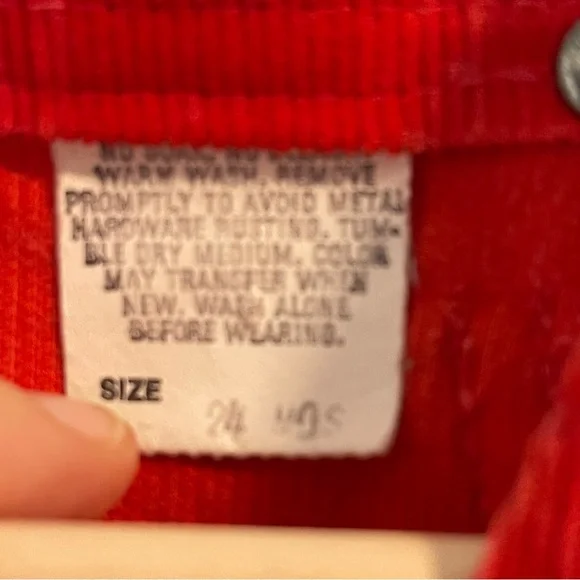 WARM WASH, REMOVE
PROMPTLY TO AVOID METAL
HARDWARE RUSTING. TUM-
BLE DRY MEDIUM. COLOR
MAY TRANSFER WHEN
NEW. WASH ALONE
BEFORE WEARING.
SIZE
24 MOS